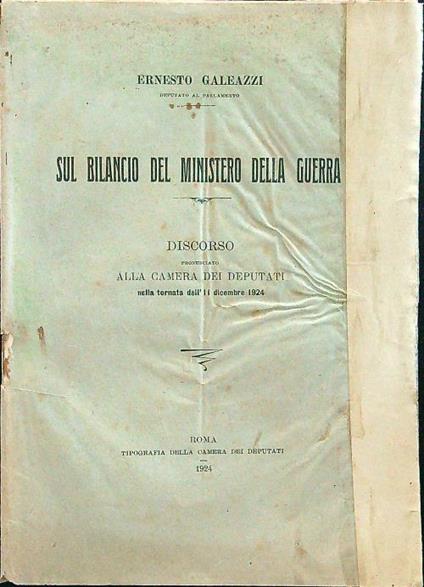 ERNESTO GALEAZZI
DEPUTATO AL PARLAMENTO
SUL BILANCIO DEL MINISTERO DELLA GUERRA
DISCORSO
PRONUNCIATO
ALLA CAMERA DEI DEPUTATI
nella tornata dell'11 dicembre 1924
ROMA
TIPOGRAFIA DELLA CAMERA DEI DEPUTATI
1924